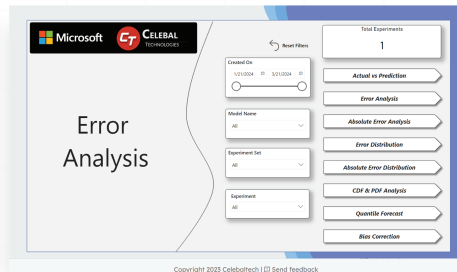 Microsoft
CELEBAL
TECHNOLOGIES
Error
Analysis
Reset Filters
Created On
1/21/2024
3/21/2024
Model Name
All
Experiment Set
All
Experiment
All
Total Experiments
1
Actual vs Prediction
Error Analysis
Absolute Error Analysis
Error Distribution
Absolute Error Distribution
CDF & PDF Analysis
Quantile Forecast
Bias Correction
Copyright 2023 Celebaltech | Send feedback